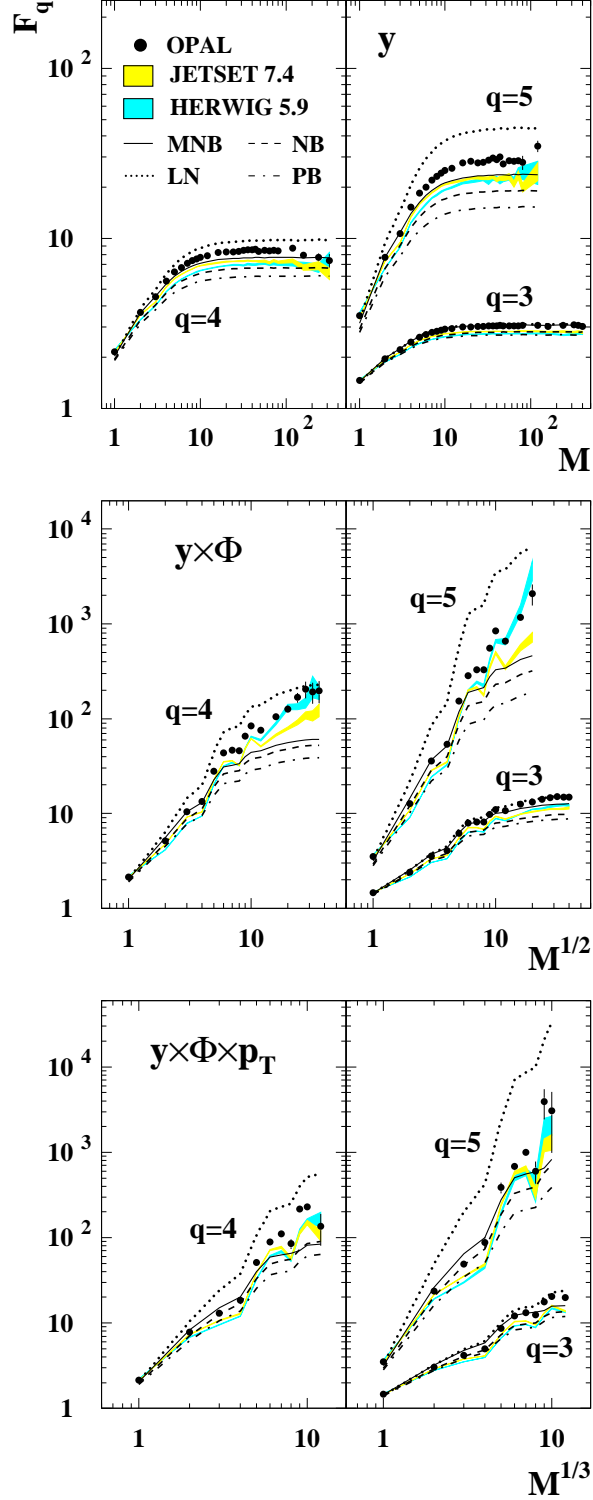 F_q
10^2
10
1
OPAL
JETSET 7.4
HERWIG 5.9
MNB
NB
LN
PB
q=4
y
q=5
q=3
1
10
10^2
1
10
10^2
M
10^4
10^3
10^2
10
1
y×Φ
q=4
q=5
q=3
1
10
1
10
M^{1/2}
10^4
10^3
10^2
10
1
y×Φ×p_T
q=4
q=5
q=3
1
10
1
10
M^{1/3}